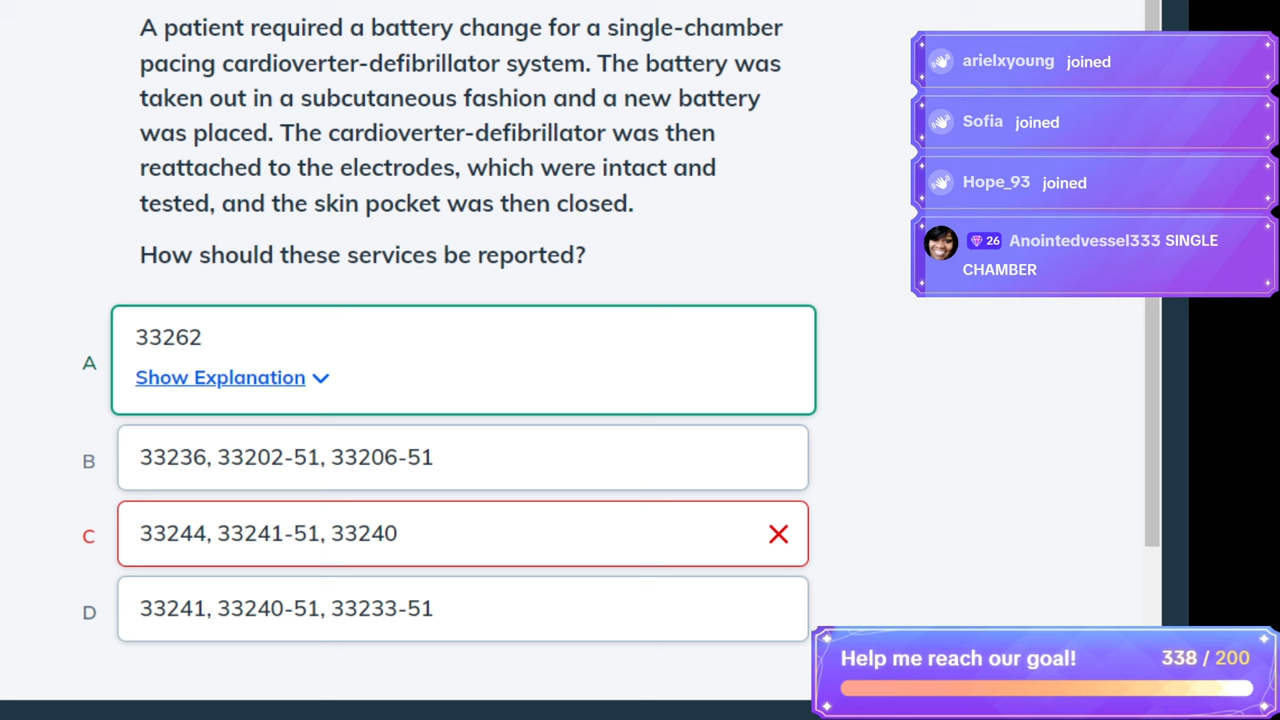 A patient required a battery change for a single-chamber
pacing cardioverter-defibrillator system. The battery was
taken out in a subcutaneous fashion and a new battery
was placed. The cardioverter-defibrillator was then
reattached to the electrodes, which were intact and
tested, and the skin pocket was then closed.
How should these services be reported?
A
33262
Show Explanation
B
33236, 33202-51, 33206-51
C
33244, 33241-51, 33240
D
33241, 33240-51, 33233-51
arielxyoung joined
Sofia joined
Hope_93 joined
26 Anointedvessel333 SINGLE
CHAMBER
Help me reach our goal! 338 / 200